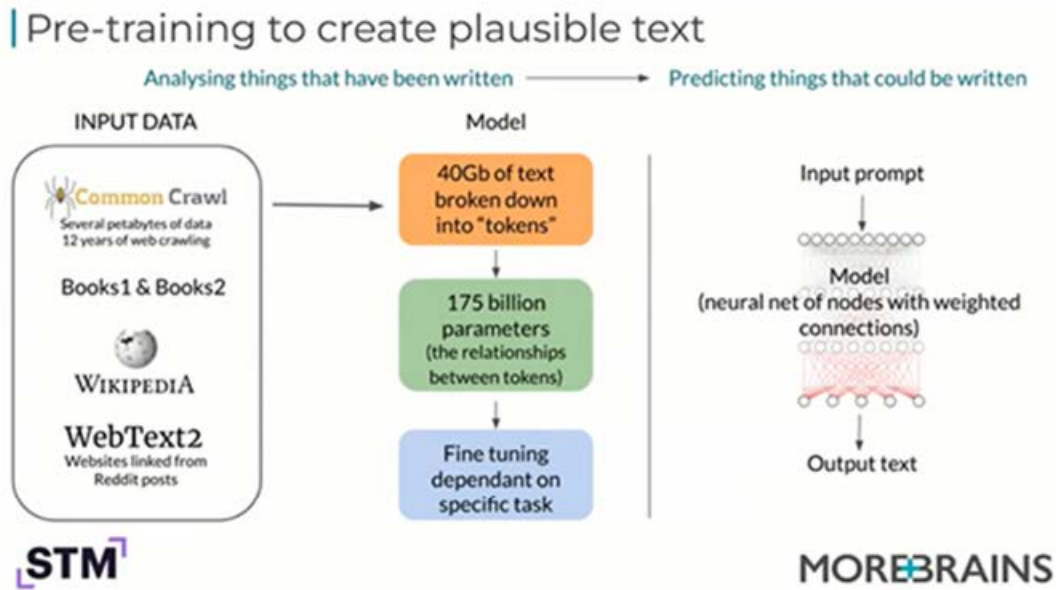 Pre-training to create plausible text
Analysing things that have been written
Predicting things that could be written
INPUT DATA
Common Crawl
Several petabytes of data
12 years of web crawling
Books1 & Books2
WIKIPEDIA
WebText2
Websites linked from
Reddit posts
Model
40Gb of text
broken down
into "tokens"
175 billion
parameters
(the relationships
between tokens)
Fine tuning
dependant on
specific task
Input prompt
Model
(neural net of nodes with weighted
connections)
Output text
STM
MOREBRAINS